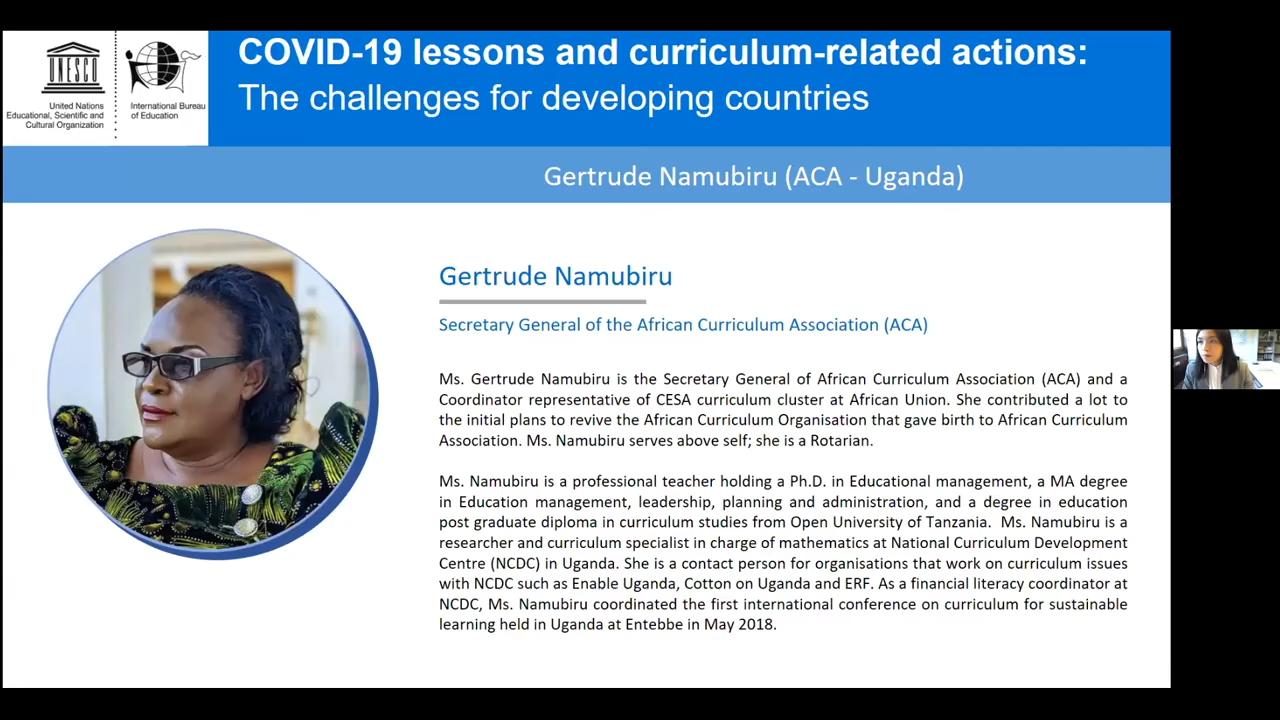 COVID-19 lessons and curriculum-related actions:
The challenges for developing countries
UNESCO
United Nations
Educational, Scientific and
Cultural Organization
International Bureau
of Education
Gertrude Namubiru (ACA - Uganda)
Gertrude Namubiru
Secretary General of the African Curriculum Association (ACA)
Ms. Gertrude Namubiru is the Secretary General of African Curriculum Association (ACA) and a
Coordinator representative of CESA curriculum cluster at African Union. She contributed a lot to
the initial plans to revive the African Curriculum Organisation that gave birth to African Curriculum
Association. Ms. Namubiru serves above self; she is a Rotarian.
Ms. Namubiru is a professional teacher holding a Ph.D. in Educational management, a MA degree
in Education management, leadership, planning and administration, and a degree in education
post graduate diploma in curriculum studies from Open University of Tanzania. Ms. Namubiru is a
researcher and curriculum specialist in charge of mathematics at National Curriculum Development
Centre (NCDC) in Uganda. She is a contact person for organisations that work on curriculum issues
with NCDC such as Enable Uganda, Cotton on Uganda and ERF. As a financial literacy coordinator at
NCDC, Ms. Namubiru coordinated the first international conference on curriculum for sustainable
learning held in Uganda at Entebbe in May 2018.